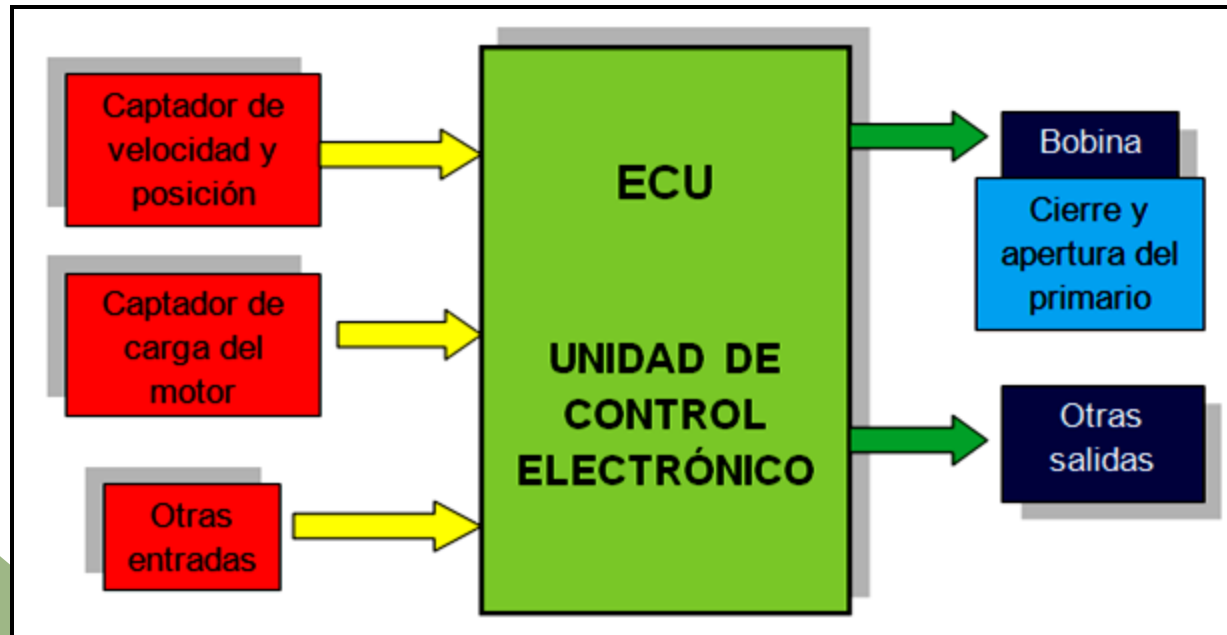 Captador de
velocidad y
posición
Captador de
carga del
motor
Otras
entradas
ECU
UNIDAD DE
CONTROL
ELECTRÓNICO
Bobina
Cierre y
apertura del
primario
Otras
salidas